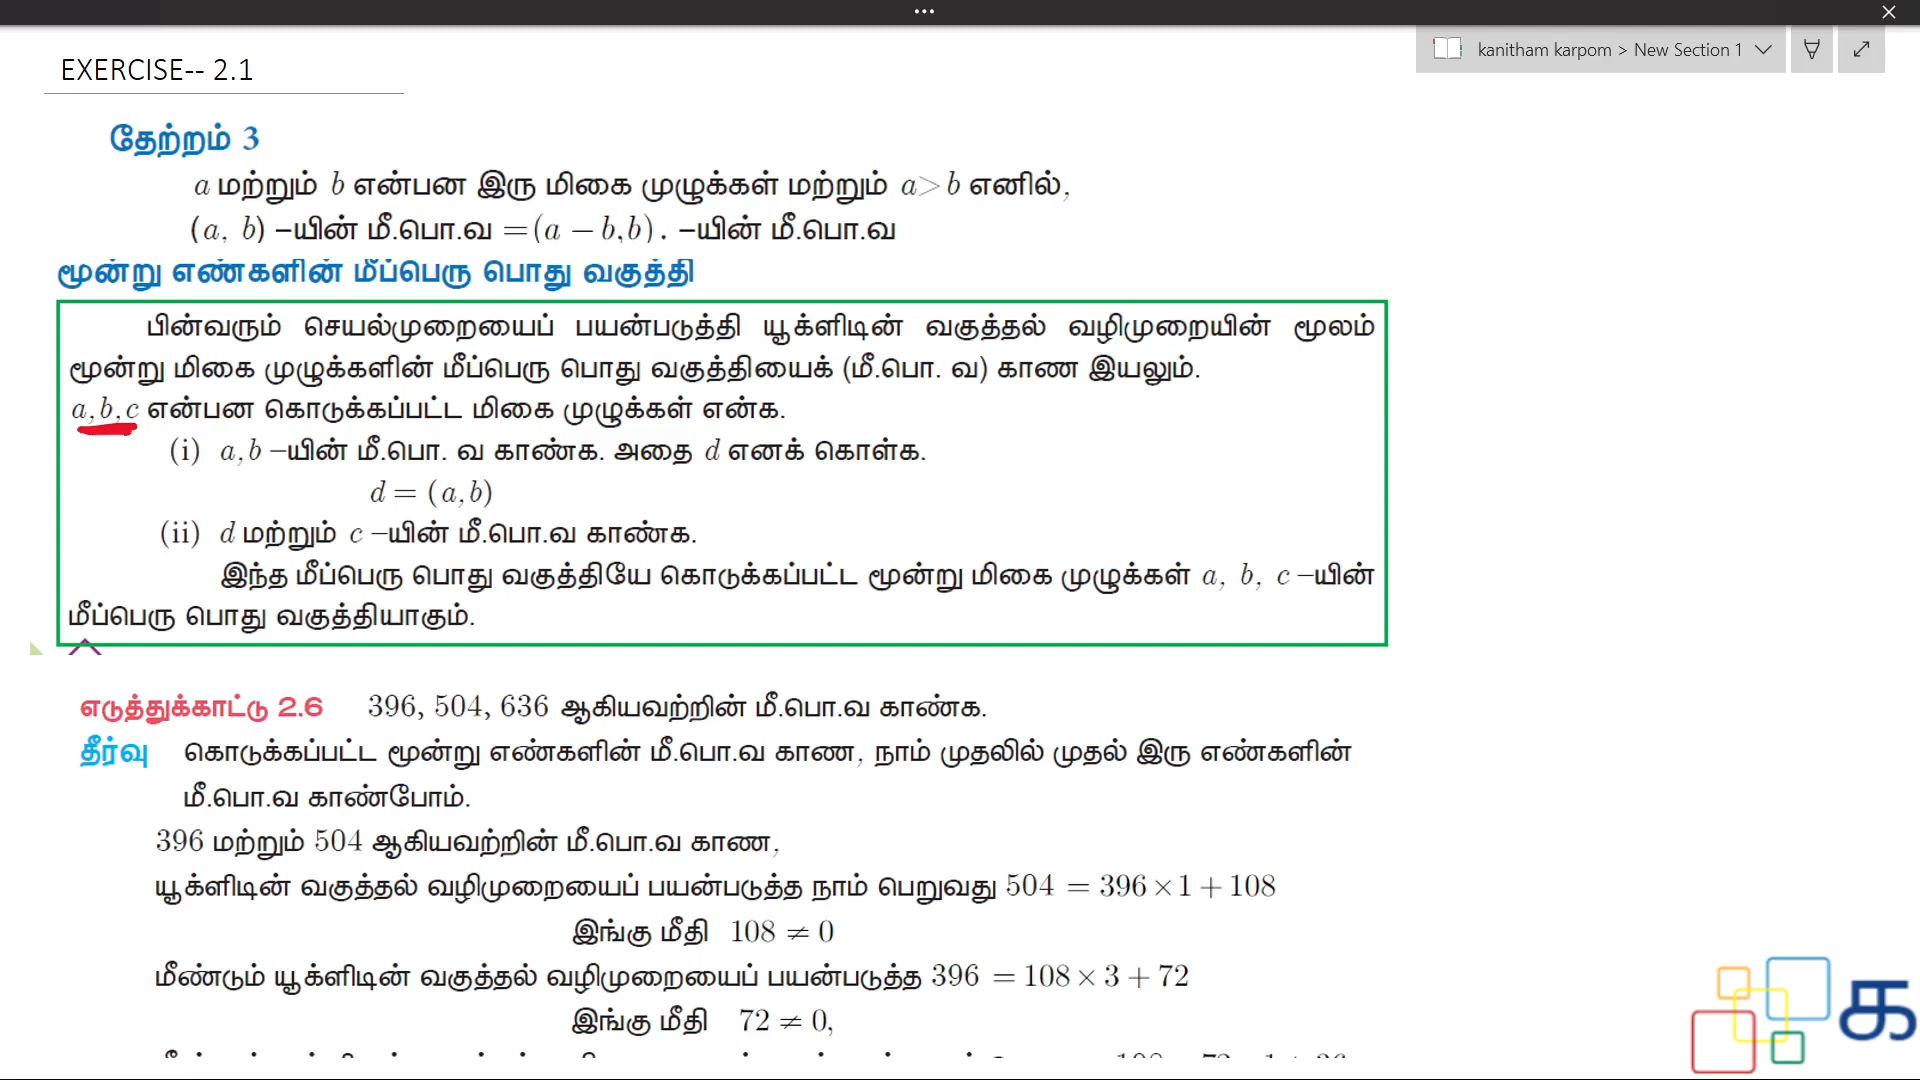 ...
kanitham karpom > New Section 1
EXERCISE-- 2.1
தேற்றம் 3
a மற்றும் b என்பன இரு மிகை முழுக்கள் மற்றும் a>b எனில்,
(a, b) –யின் மீ.பொ.வ =(a − b,b). –யின் மீ.பொ.வ
மூன்று எண்களின் மீப்பெரு பொது வகுத்தி
பின்வரும் செயல்முறையைப் பயன்படுத்தி யூக்ளிடின் வகுத்தல் வழிமுறையின் மூலம்
மூன்று மிகை முழுக்களின் மீப்பெரு பொது வகுத்தியைக் (மீ.பொ. வ) காண இயலும்.
a,b,c என்பன கொடுக்கப்பட்ட மிகை முழுக்கள் என்க.
(i) a,b –யின் மீ.பொ. வ காண்க. அதை d எனக் கொள்க.
d = (a,b)
(ii) d மற்றும் c –யின் மீ.பொ.வ காண்க.
இந்த மீப்பெரு பொது வகுத்தியே கொடுக்கப்பட்ட மூன்று மிகை முழுக்கள் a, b, c –யின்
மீப்பெரு பொது வகுத்தியாகும்.
எடுத்துக்காட்டு 2.6 396, 504, 636 ஆகியவற்றின் மீ.பொ.வ காண்க.
தீர்வு கொடுக்கப்பட்ட மூன்று எண்களின் மீ.பொ.வ காண, நாம் முதலில் முதல் இரு எண்களின்
மீ.பொ.வ காண்போம்.
396 மற்றும் 504 ஆகியவற்றின் மீ.பொ.வ காண,
யூக்ளிடின் வகுத்தல் வழிமுறையைப் பயன்படுத்த நாம் பெறுவது 504 = 396 × 1 + 108
இங்கு மீதி 108 ≠ 0
மீண்டும் யூக்ளிடின் வகுத்தல் வழிமுறையைப் பயன்படுத்த 396 = 108 × 3 + 72
இங்கு மீதி 72 ≠ 0,
க